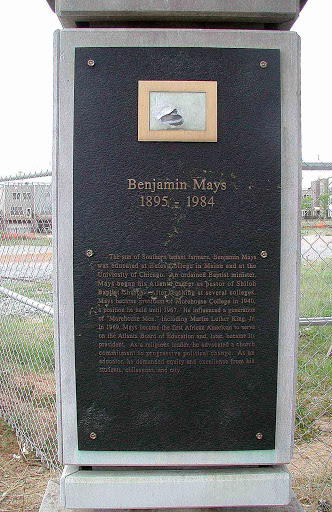 Benjamin Mays
1895 - 1984
The son of Southern tenant farmers, Benjamin Mays
was educated at Bates College in Maine and at the
University of Chicago. An ordained Baptist minister,
Mays began his Atlanta career as pastor of Shiloh
Baptist Church teaching at several colleges.
Mays became president of Morehouse College in 1940,
a position he held until 1967. He influenced a generation
of "Morehouse Men," including Martin Luther King, Jr.
In 1969, Mays became the first African American to serve
on the Atlanta Board of Education and, later, became its
president. As a religious leader, he advocated a church
commitment to progressive political change. As an
educator, he demanded equity and excellence from his
students, colleagues, and city.